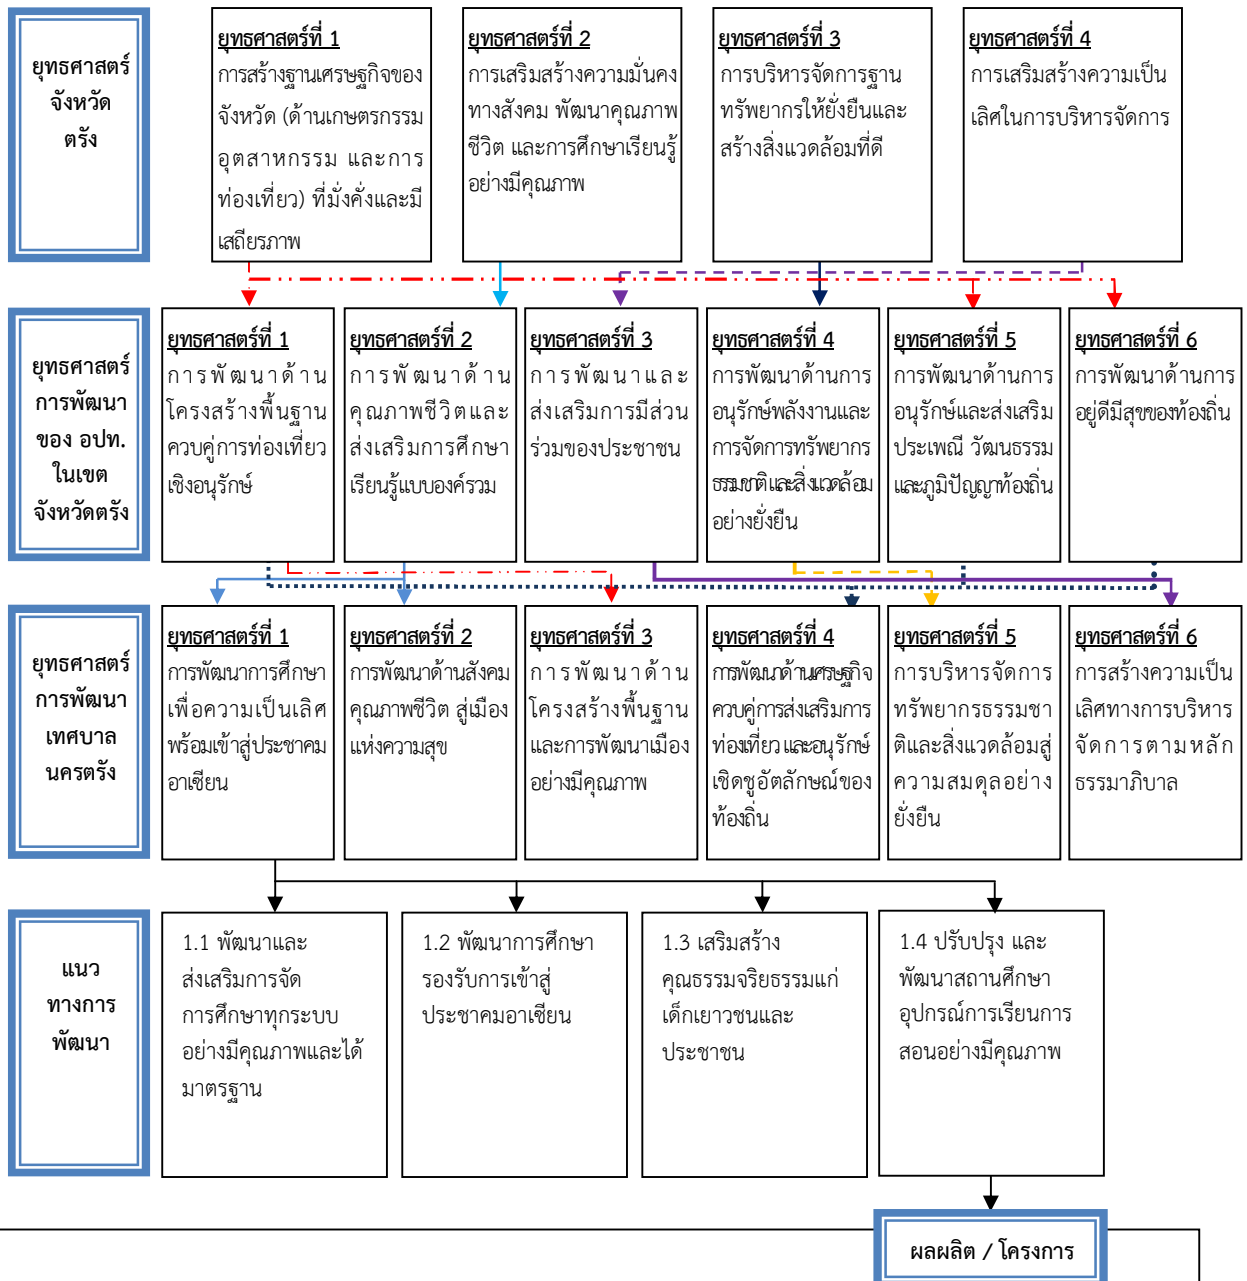 ยุทธศาสตร์
จังหวัด
ตรัง
ยุทธศาสตร์ที่ 1
การสร้างฐานเศรษฐกิจของ
จังหวัด (ด้านเกษตรกรรม
อุตสาหกรรม และการ
ท่องเที่ยว) ที่มั่งคั่งและมี
เสถียรภาพ
ยุทธศาสตร์ที่ 2
การเสริมสร้างความมั่นคง
ทางสังคม พัฒนาคุณภาพ
ชีวิต และการศึกษาเรียนรู้
อย่างมีคุณภาพ
ยุทธศาสตร์ที่ 3
การบริหารจัดการฐาน
ทรัพยากรให้ยั่งยืนและ
สร้างสิ่งแวดล้อมที่ดี
ยุทธศาสตร์ที่ 4
การเสริมสร้างความเป็น
เลิศในการบริหารจัดการ
ยุทธศาสตร์
การพัฒนา
ของ อปท.
ในเขต
จังหวัดตรัง
ยุทธศาสตร์ที่ 1
การพัฒนาด้าน
โครงสร้างพื้นฐาน
ควบคู่การท่องเที่ยว
เชิงอนุรักษ์
ยุทธศาสตร์ที่ 2
การพัฒนาด้าน
คุณภาพชีวิตและ
ส่งเสริมการศึกษา
เรียนรู้แบบองค์รวม
ยุทธศาสตร์ที่ 3
การพัฒนาและ
ส่งเสริมการมีส่วน
ร่วมของประชาชน
ยุทธศาสตร์ที่ 4
การพัฒนาด้านการ
อนุรักษ์พลังงานและ
การจัดการทรัพยากร
ธรรมชาติและสิ่งแวดล้อม
อย่างยั่งยืน
ยุทธศาสตร์ที่ 5
การพัฒนาด้านการ
อนุรักษ์และส่งเสริม
ประเพณี วัฒนธรรม
และภูมิปัญญาท้องถิ่น
ยุทธศาสตร์ที่ 6
การพัฒนาด้านการ
อยู่ดีมีสุขของท้องถิ่น
ยุทธศาสตร์
การพัฒนา
เทศบาล
นครตรัง
ยุทธศาสตร์ที่ 1
การพัฒนาการศึกษา
เพื่อความเป็นเลิศ
พร้อมเข้าสู่ประชาคม
อาเซียน
ยุทธศาสตร์ที่ 2
การพัฒนาด้านสังคม
คุณภาพชีวิต สู่เมือง
แห่งความสุข
ยุทธศาสตร์ที่ 3
การพัฒนาด้าน
โครงสร้างพื้นฐาน
และการพัฒนาเมือง
อย่างมีคุณภาพ
ยุทธศาสตร์ที่ 4
การพัฒนาด้านเศรษฐกิจ
ควบคู่การส่งเสริมการ
ท่องเที่ยวและอนุรักษ์
เชิดชูอัตลักษณ์ของ
ท้องถิ่น
ยุทธศาสตร์ที่ 5
การบริหารจัดการ
ทรัพยากรธรรมชา
ติและสิ่งแวดล้อมสู่
ความสมดุลอย่าง
ยั่งยืน
ยุทธศาสตร์ที่ 6
การสร้างความเป็น
เลิศทางการบริหาร
จัดการตามหลัก
ธรรมาภิบาล
แนว
ทางการ
พัฒนา
1.1 พัฒนาและ
ส่งเสริมการจัด
การศึกษาทุกระบบ
อย่างมีคุณภาพและได้
มาตรฐาน
1.2 พัฒนาการศึกษา
รองรับการเข้าสู่
ประชาคมอาเซียน
1.3 เสริมสร้าง
คุณธรรมจริยธรรมแก่
เด็กเยาวชนและ
ประชาชน
1.4 ปรับปรุง และ
พัฒนาสถานศึกษา
อุปกรณ์การเรียนการ
สอนอย่างมีคุณภาพ
ผลผลิต / โครงการ